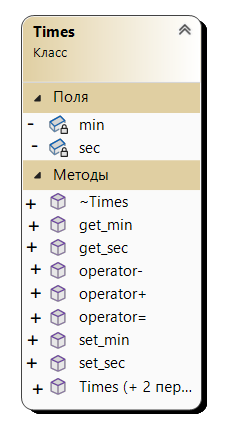 Times
Класс
Поля
- min
- sec
Методы
+ ~Times
+ get_min
+ get_sec
+ operator-
+ operator+
+ operator=
+ set_min
+ set_sec
+ Times (+ 2 пер...